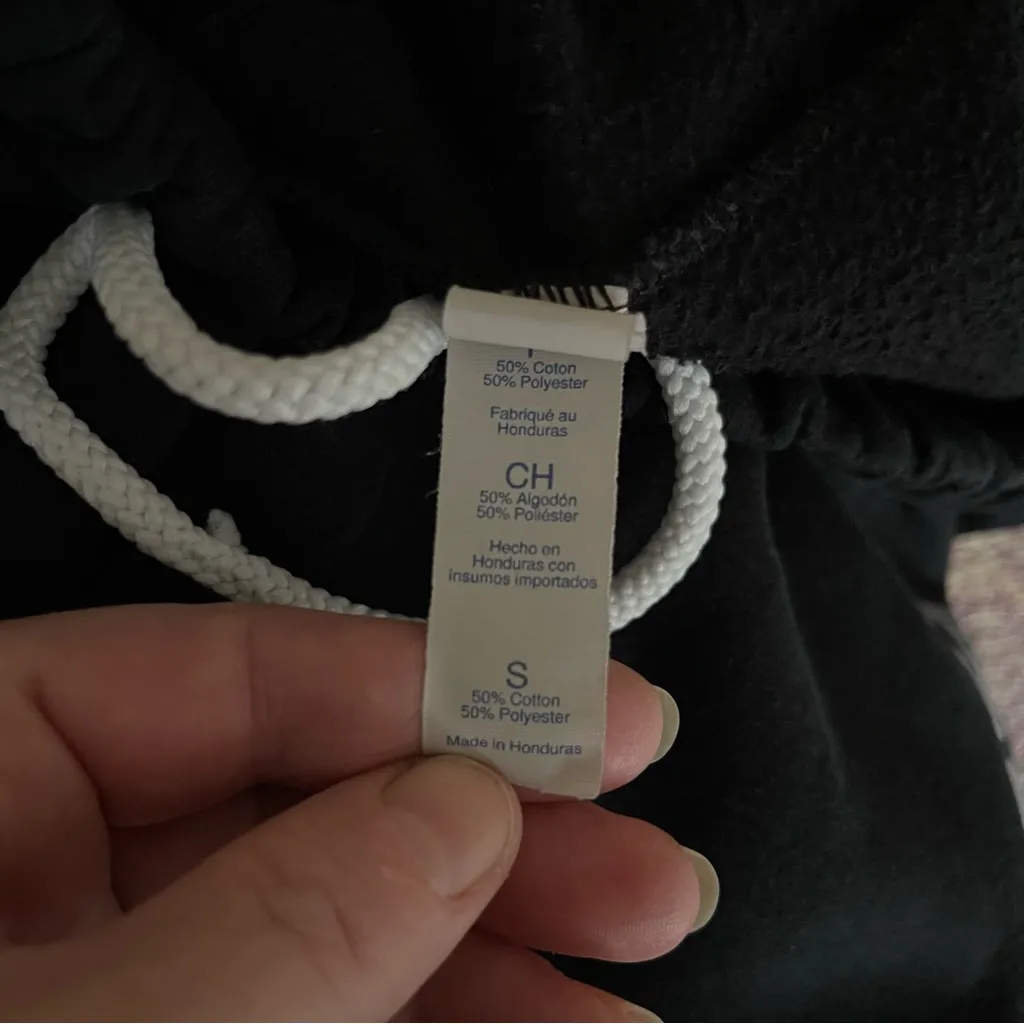 50% Coton
50% Polyester
Fabriqué au
Honduras
CH
50% Algodón
50% Poliéster
Hecho en
Honduras con
insumos importados
S
50% Cotton
50% Polyester
Made in Honduras